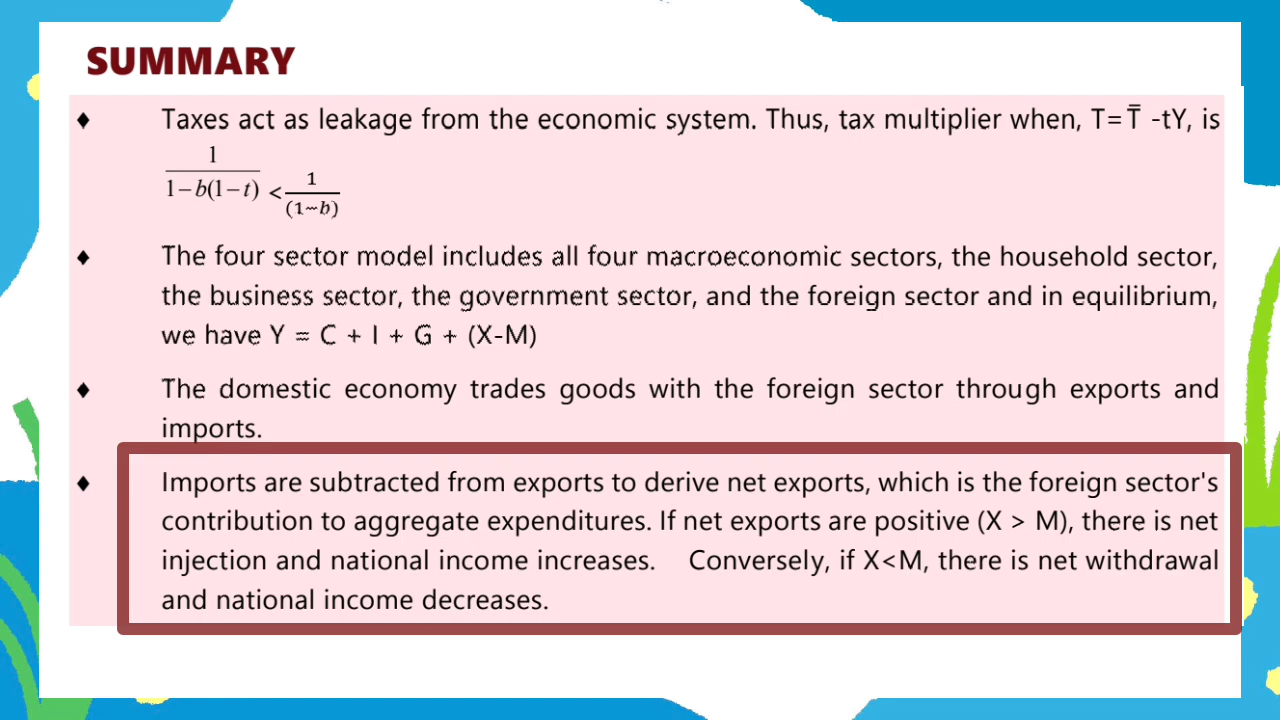 SUMMARY
♦ Taxes act as leakage from the economic system. Thus, tax multiplier when, T= T̅ -tY, is
1/(1−b(1−t)) < 1/(1−b)
♦ The four sector model includes all four macroeconomic sectors, the household sector,
the business sector, the government sector, and the foreign sector and in equilibrium,
we have Y = C + I + G + (X-M)
♦ The domestic economy trades goods with the foreign sector through exports and
imports.
♦ Imports are subtracted from exports to derive net exports, which is the foreign sector's
contribution to aggregate expenditures. If net exports are positive (X > M), there is net
injection and national income increases. Conversely, if X<M, there is net withdrawal
and national income decreases.